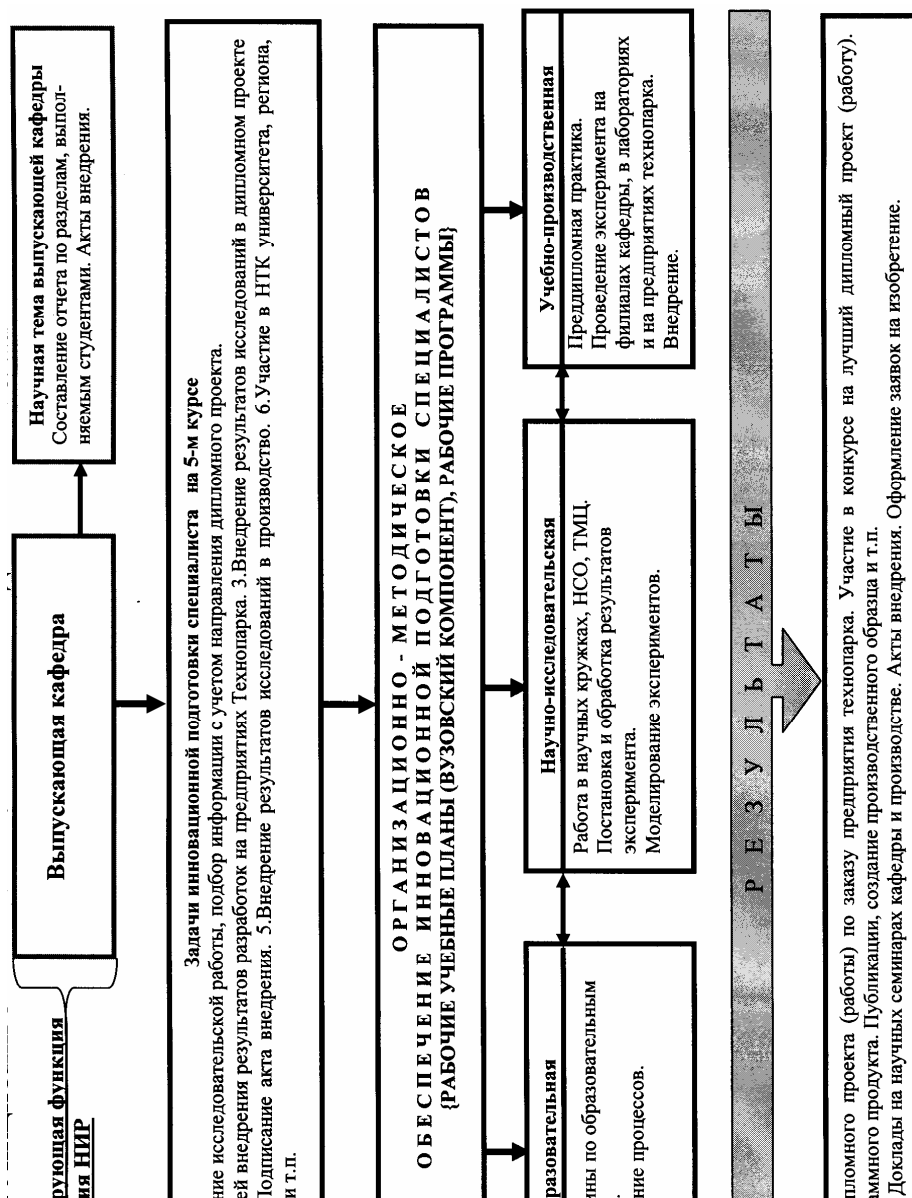 рующая функция
ия НИР
Выпускающая кафедра
Научная тема выпускающей кафедры
Составление отчета по разделам, выпол-
няемым студентами. Акты внедрения.
Задачи инновационной подготовки специалиста на 5-м курсе
ние исследовательской работы, подбор информации с учетом направления дипломного проекта.
ей внедрения результатов разработок на предприятиях Технопарка. 3.Внедрение результатов исследований в дипломном проекте
Подписание акта внедрения. 5.Внедрение результатов исследований в производство. 6.Участие в НТК университета, региона,
и т.п.
ОРГАНИЗАЦИОННО - МЕТОДИЧЕСКОЕ
ОБЕСПЕЧЕНИЕ ИННОВАЦИОННОЙ ПОДГОТОВКИ СПЕЦИАЛИСТОВ
{РАБОЧИЕ УЧЕБНЫЕ ПЛАНЫ (ВУЗОВСКИЙ КОМПОНЕНТ), РАБОЧИЕ ПРОГРАММЫ}
разовательная
ны по образовательным
ние процессов.
Научно-исследовательская
Работа в научных кружках, НСО, ТМЦ.
Постановка и обработка результатов
эксперимента.
Моделирование экспериментов.
Учебно-производственная
Преддипломная практика.
Проведение эксперимента на
филиалах кафедры, в лабораториях
и на предприятиях технопарка.
Внедрение.
РЕЗУЛЬТАТЫ
пломного проекта (работы) по заказу предприятия технопарка. Участие в конкурсе на лучший дипломный проект (работу).
аммного продукта. Публикации, создание производственного образца и т.п.
Доклады на научных семинарах кафедры и производстве. Акты внедрения. Оформление заявок на изобретение.